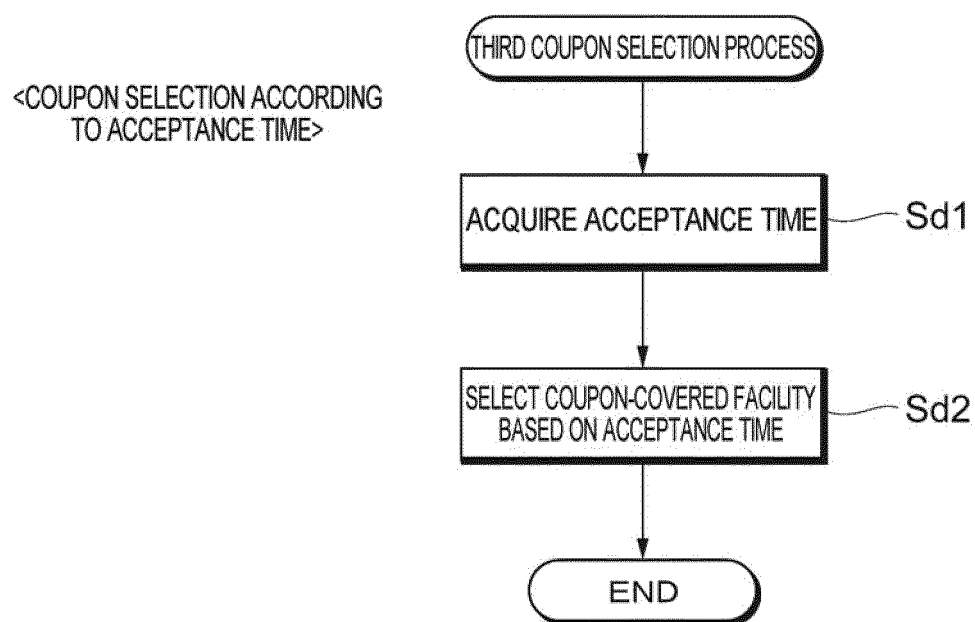 THIRD COUPON SELECTION PROCESS
<COUPON SELECTION ACCORDING
TO ACCEPTANCE TIME>
ACQUIRE ACCEPTANCE TIME
Sd1
SELECT COUPON-COVERED FACILITY
BASED ON ACCEPTANCE TIME
Sd2
END